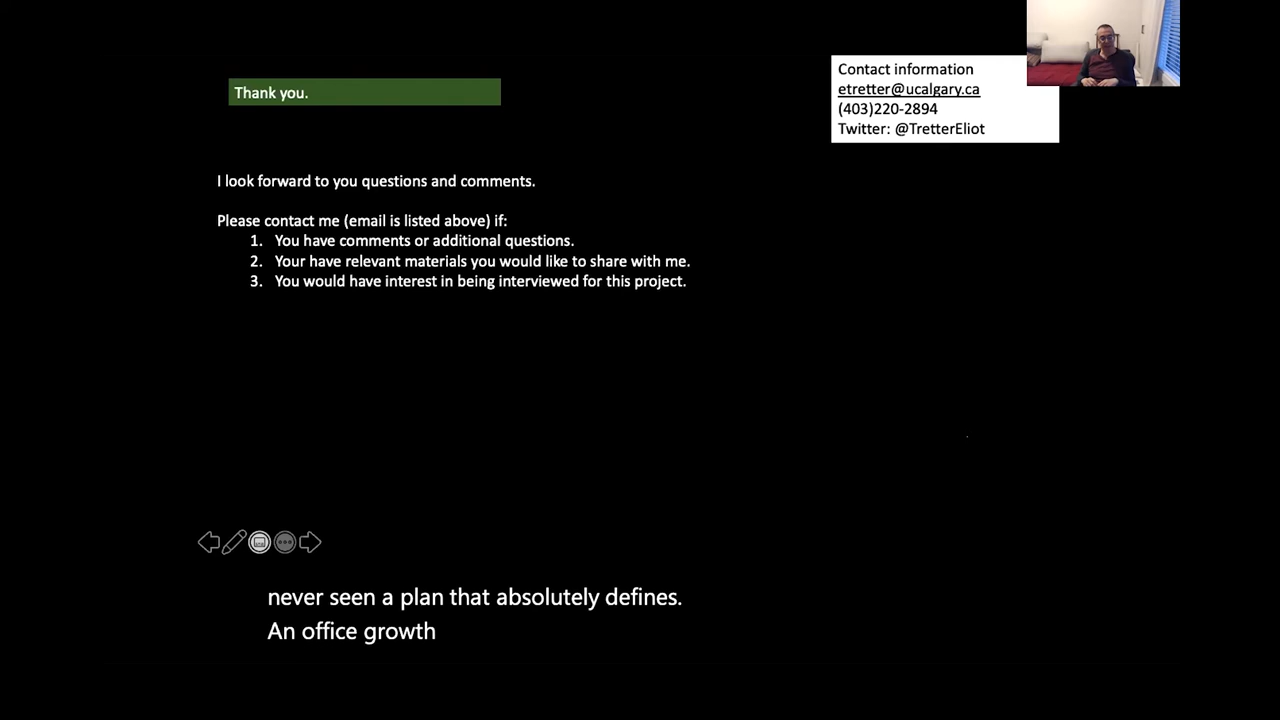 Thank you.
Contact information
etretter@ucalgary.ca
(403)220-2894
Twitter: @TretterEliot
I look forward to you questions and comments.
Please contact me (email is listed above) if:
1. You have comments or additional questions.
2. Your have relevant materials you would like to share with me.
3. You would have interest in being interviewed for this project.
never seen a plan that absolutely defines.
An office growth